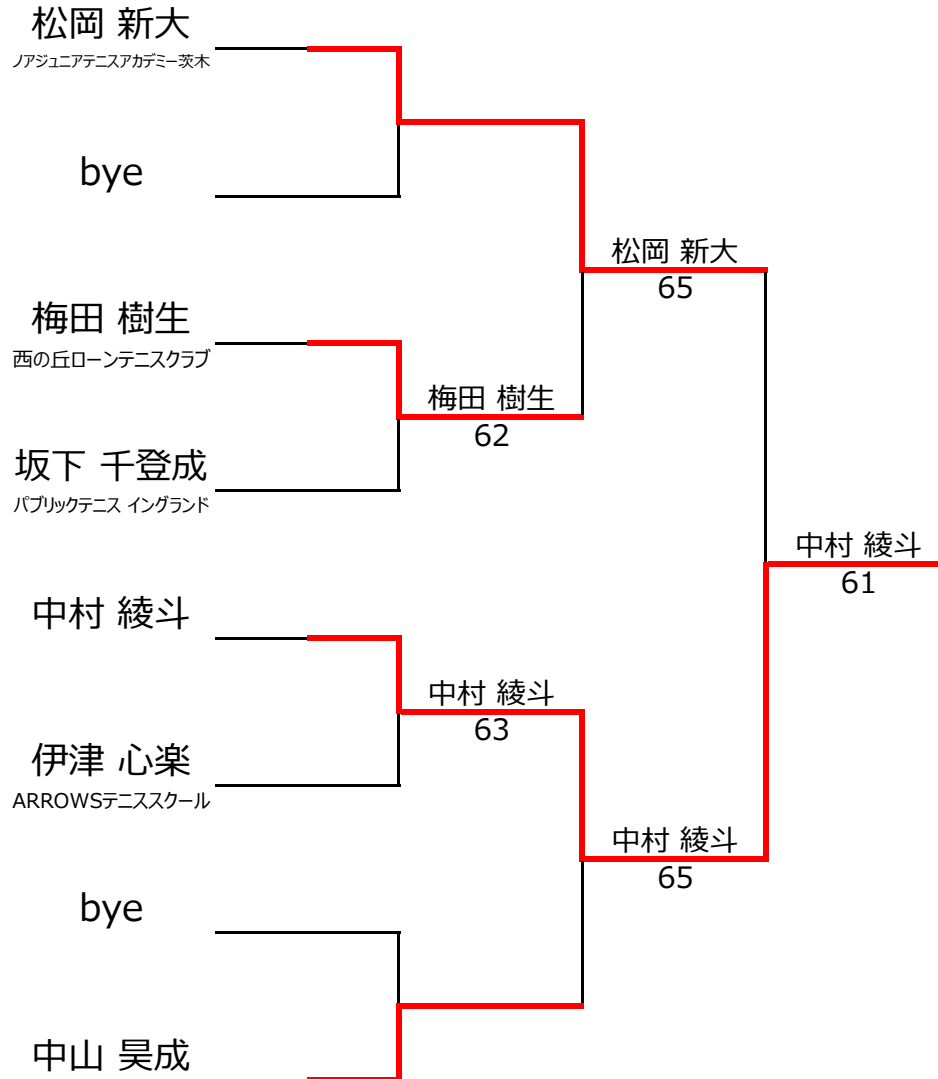 松岡 新大
ノアジュニアテニスアカデミー茨木
bye
松岡 新大
65
梅田 樹生
西の丘ローンテニスクラブ
梅田 樹生
62
坂下 千登成
パブリックテニス イングランド
中村 綾斗
61
中村 綾斗
中村 綾斗
63
伊津 心楽
ARROWSテニススクール
中村 綾斗
65
bye
中山 昊成